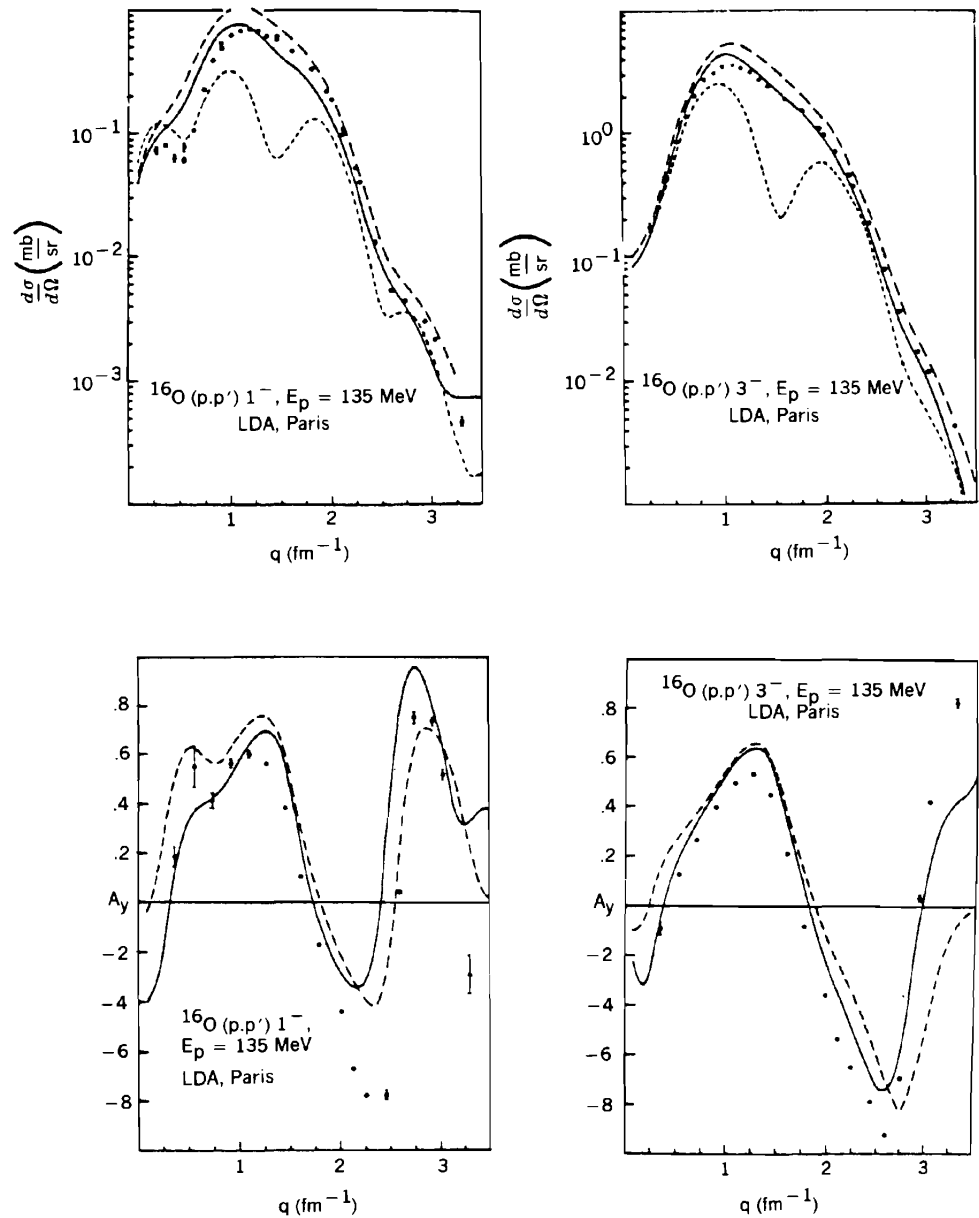 10⁻¹
10⁻²
10⁻³
dσ/dΩ (mb/sr)
¹⁶O (p.p′) 1⁻, Eₚ = 135 MeV
LDA, Paris
1 2 3
q (fm⁻¹)
10⁰
10⁻¹
10⁻²
dσ/dΩ (mb/sr)
¹⁶O (p.p′) 3⁻, Eₚ = 135 MeV
LDA, Paris
1 2 3
q (fm⁻¹)
.8
.6
.4
.2
A_y
-.2
-.4
-.6
-.8
¹⁶O (p.p′) 1⁻,
Eₚ = 135 MeV
LDA, Paris
1 2 3
q (fm⁻¹)
¹⁶O (p.p′) 3⁻, Eₚ = 135 MeV
LDA, Paris
.8
.6
.4
.2
A_y
-.2
-.4
-.6
-.8
1 2 3
q (fm⁻¹)